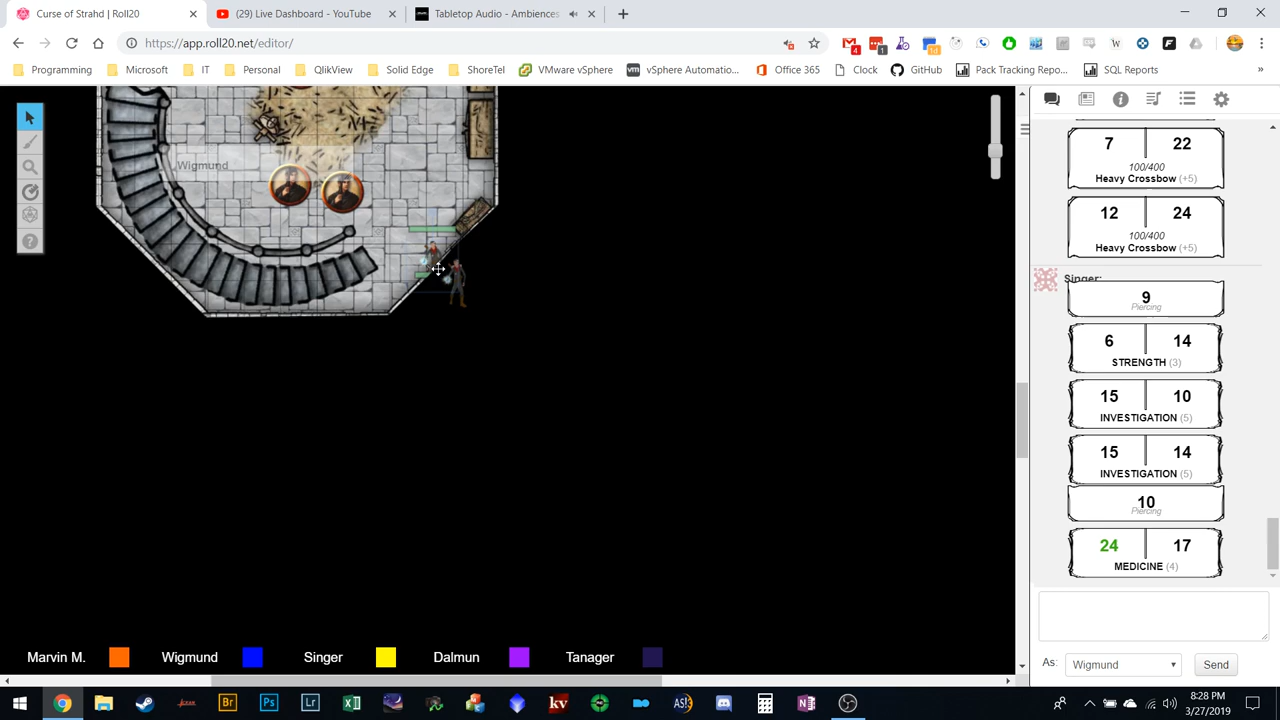 Curse of Strahd | Roll20
(29) Live Dashboard - YouTube
Tabletop Audio - Ambiences
https://app.roll20.net/editor/
4
1
Programming
Microsoft
IT
Personal
QlikView
Solid Edge
ShoreTel
VMware vSphere
vSphere Automatio...
Office 365
Clock
GitHub
Pack Tracking Repo...
SQL Reports
»
Wigmund
7 22
100/400
Heavy Crossbow (+5)
12 24
100/400
Heavy Crossbow (+5)
Singer:
9
Piercing
6 14
STRENGTH (3)
15 10
INVESTIGATION (5)
15 14
INVESTIGATION (5)
10
Piercing
24 17
MEDICINE (4)
As:
Wigmund
Send
Marvin M.
Wigmund
Singer
Dalmun
Tanager
8:28 PM
3/27/2019